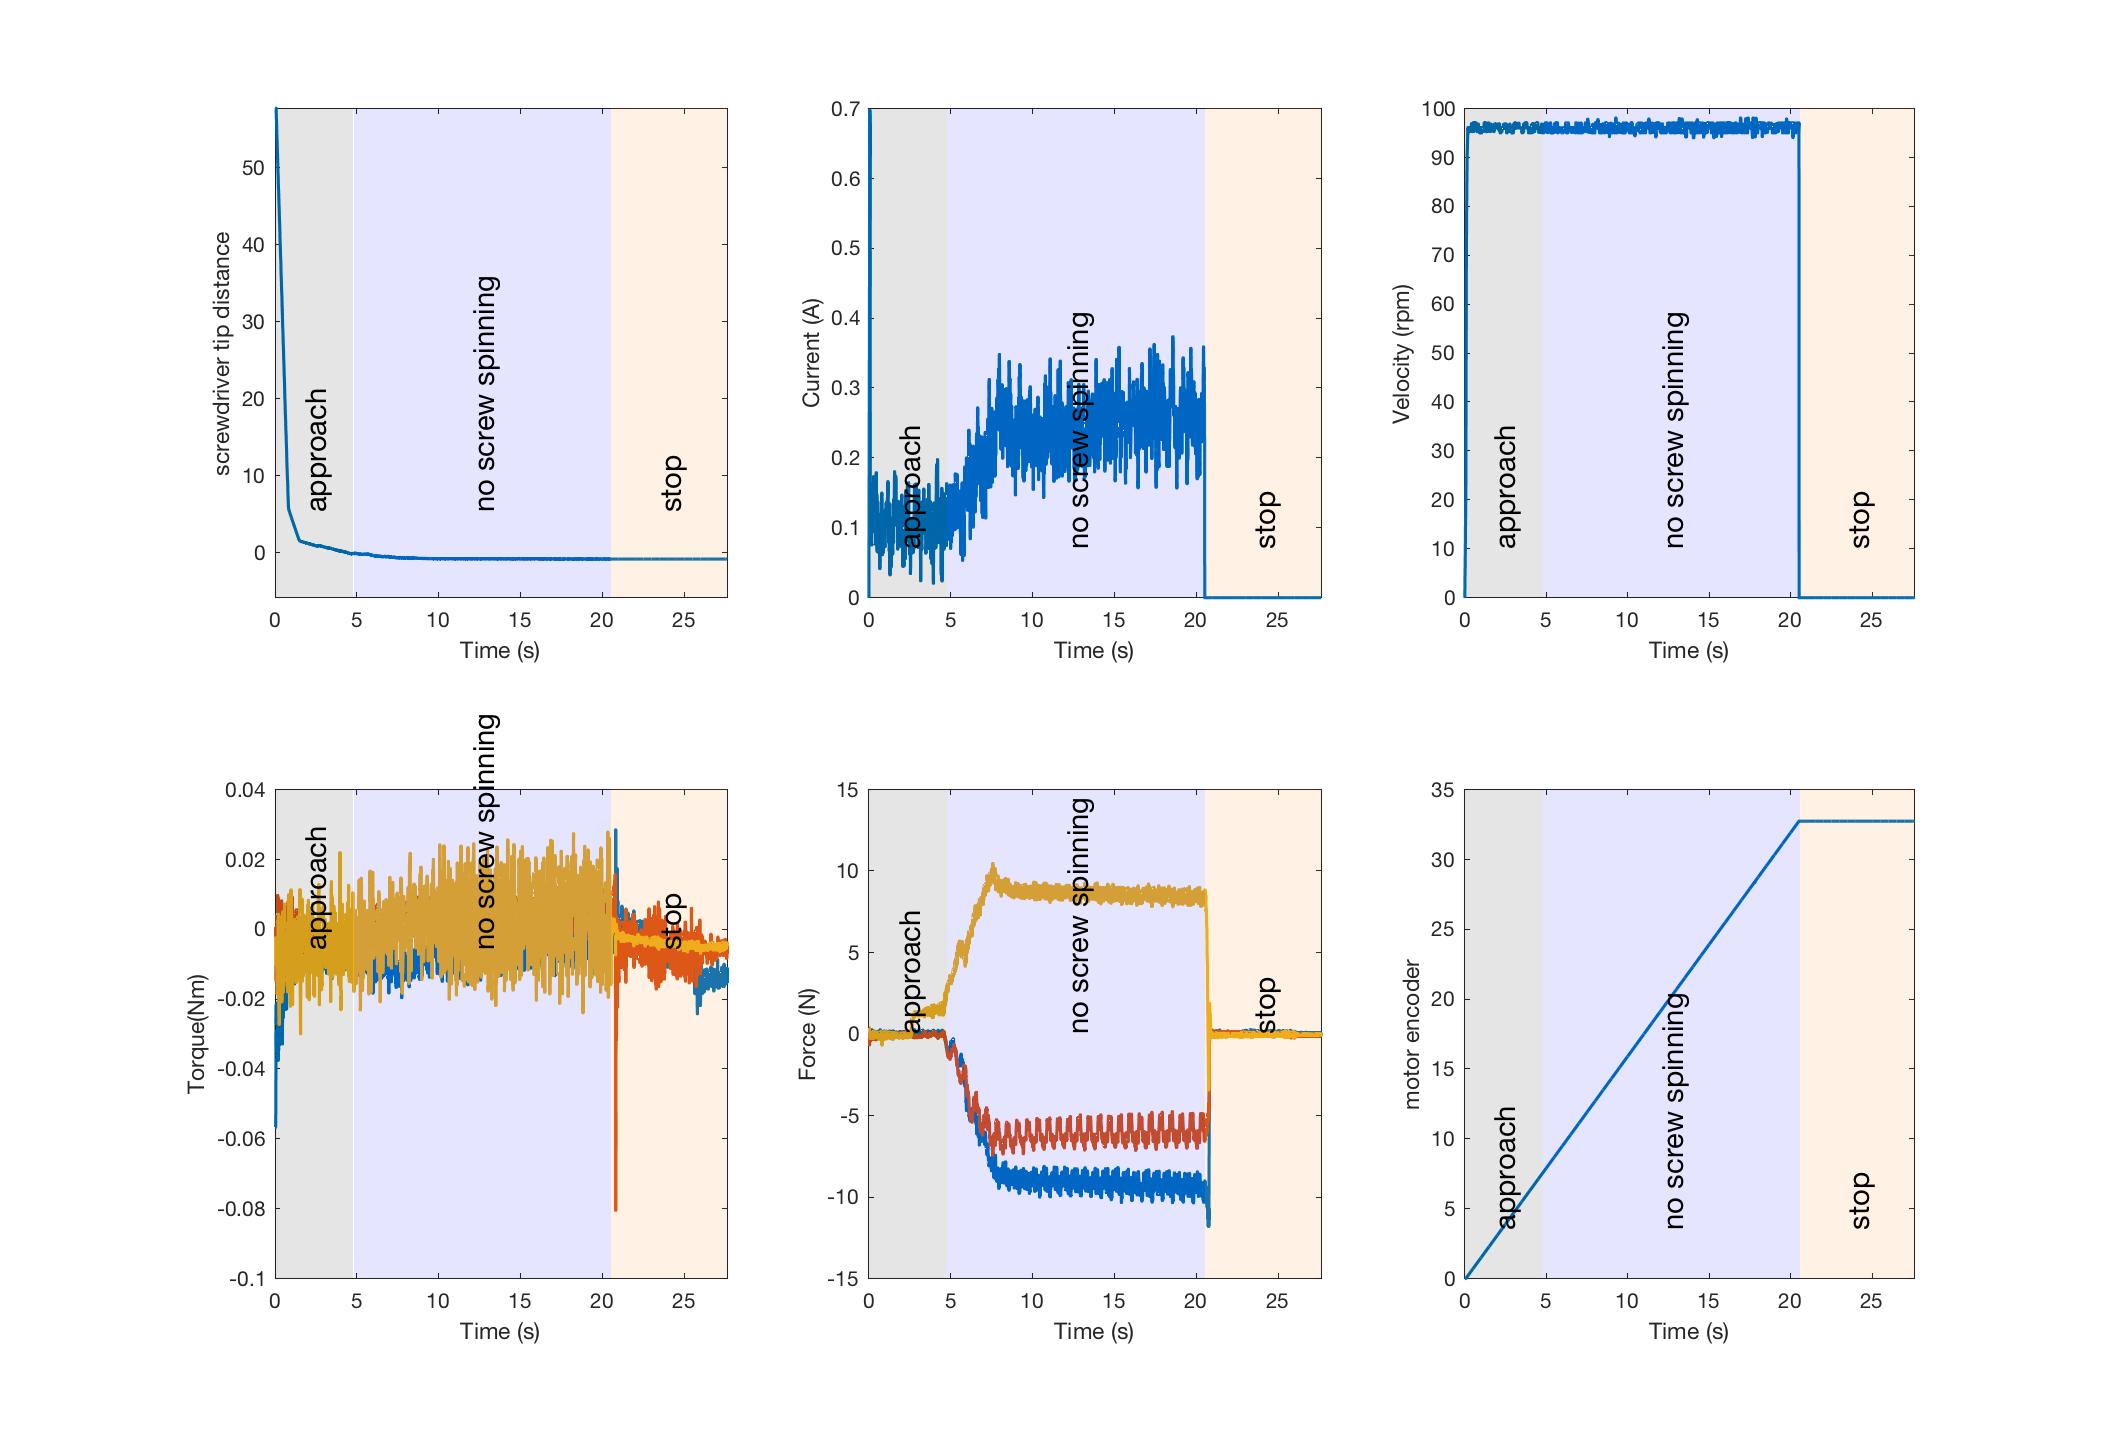 screwdriver tip distance
50
40
30
20
10
0
approach
no screw spinning
stop
0 5 10 15 20 25
Time (s)
Current (A)
0.7
0.6
0.5
0.4
0.3
0.2
0.1
0
approach
no screw spinning
stop
0 5 10 15 20 25
Time (s)
Velocity (rpm)
100
90
80
70
60
50
40
30
20
10
0
approach
no screw spinning
stop
0 5 10 15 20 25
Time (s)
Torque(Nm)
0.04
0.02
0
-0.02
-0.04
-0.06
-0.08
-0.1
approach
no screw spinning
stop
0 5 10 15 20 25
Time (s)
Force (N)
15
10
5
0
-5
-10
-15
approach
no screw spinning
stop
0 5 10 15 20 25
Time (s)
motor encoder
35
30
25
20
15
10
5
0
approach
no screw spinning
stop
0 5 10 15 20 25
Time (s)